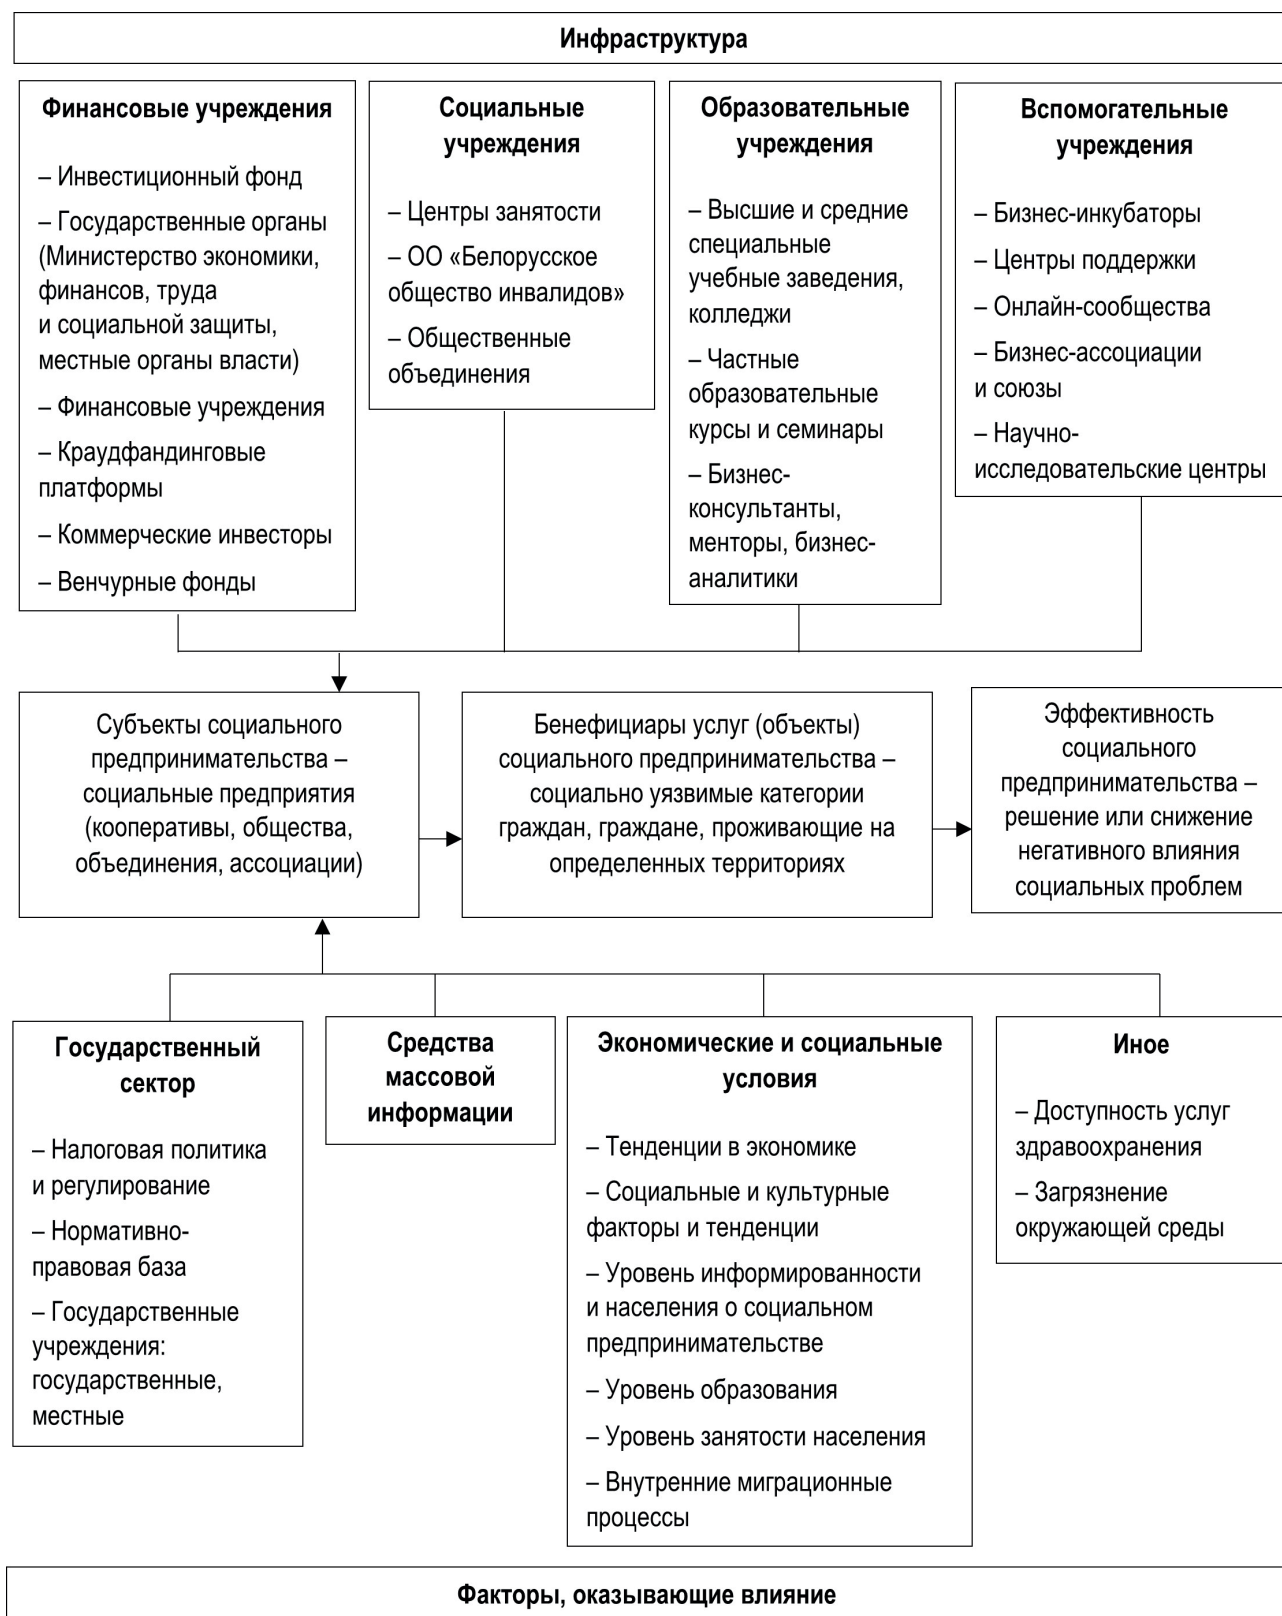 Инфраструктура
Финансовые учреждения
– Инвестиционный фонд
– Государственные органы
(Министерство экономики,
финансов, труда
и социальной защиты,
местные органы власти)
– Финансовые учреждения
– Краудфандинговые
платформы
– Коммерческие инвесторы
– Венчурные фонды
Социальные
учреждения
– Центры занятости
– ОО «Белорусское
общество инвалидов»
– Общественные
объединения
Образовательные
учреждения
– Высшие и средние
специальные
учебные заведения,
колледжи
– Частные
образовательные
курсы и семинары
– Бизнес-
консультанты,
менторы, бизнес-
аналитики
Вспомогательные
учреждения
– Бизнес-инкубаторы
– Центры поддержки
– Онлайн-сообщества
– Бизнес-ассоциации
и союзы
– Научно-
исследовательские центры
Субъекты социального
предпринимательства –
социальные предприятия
(кооперативы, общества,
объединения, ассоциации)
Бенефициары услуг (объекты)
социального предпринимательства –
социально уязвимые категории
граждан, граждане, проживающие на
определенных территориях
Эффективность
социального
предпринимательства –
решение или снижение
негативного влияния
социальных проблем
Государственный
сектор
– Налоговая политика
и регулирование
– Нормативно-
правовая база
– Государственные
учреждения:
государственные,
местные
Средства
массовой
информации
Экономические и социальные
условия
– Тенденции в экономике
– Социальные и культурные
факторы и тенденции
– Уровень информированности
и населения о социальном
предпринимательстве
– Уровень образования
– Уровень занятости населения
– Внутренние миграционные
процессы
Иное
– Доступность услуг
здравоохранения
– Загрязнение
окружающей среды
Факторы, оказывающие влияние